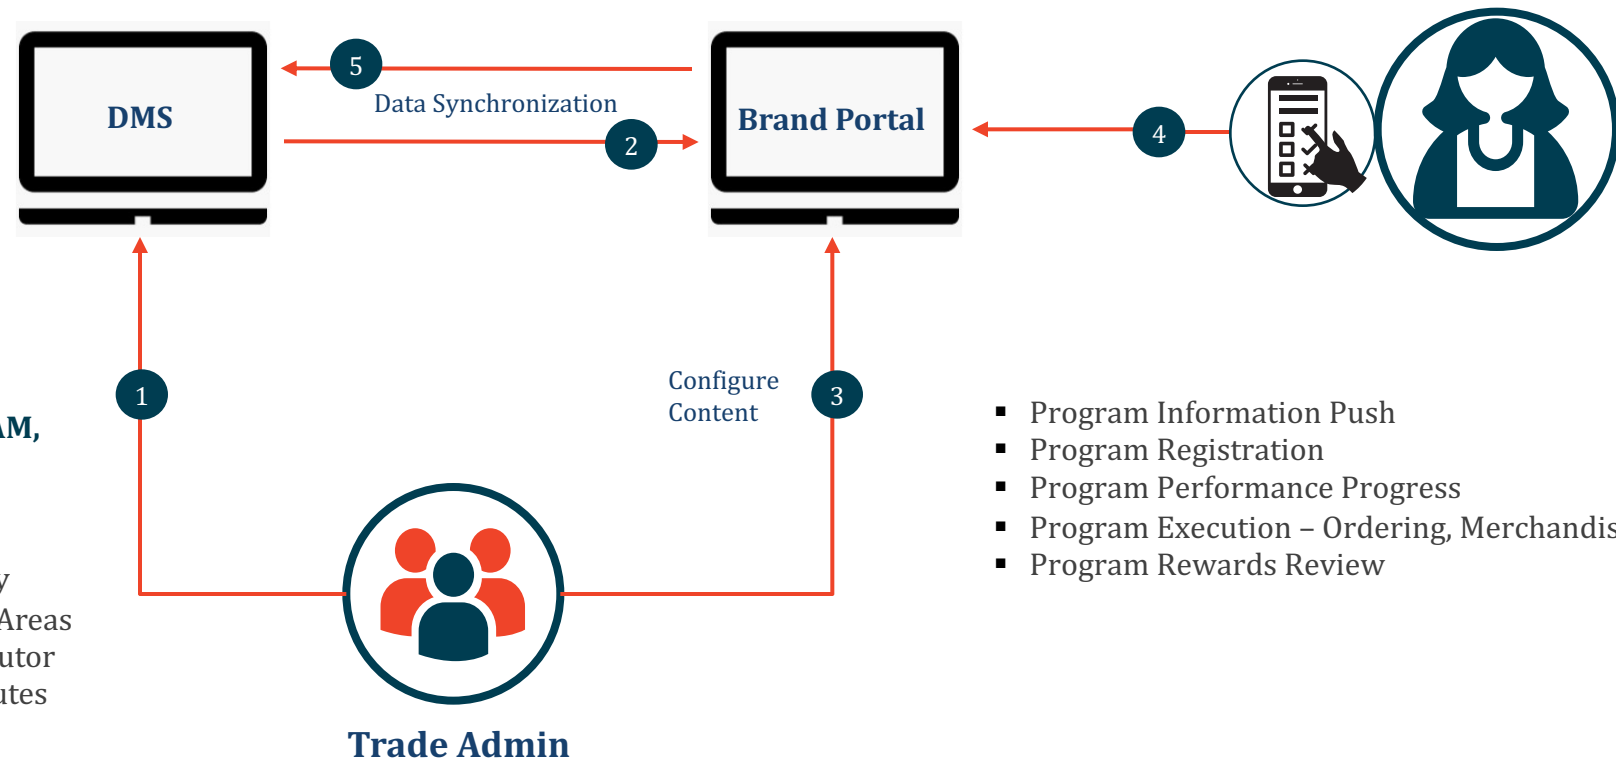 5
DMS
Data Synchronization
Brand Portal
2
4
1
Configure
Content
3
AM,
▪ Program Information Push
▪ Program Registration
▪ Program Performance Progress
▪ Program Execution – Ordering, Merchandis
▪ Program Rewards Review
y
Areas
utor
utes
Trade Admin